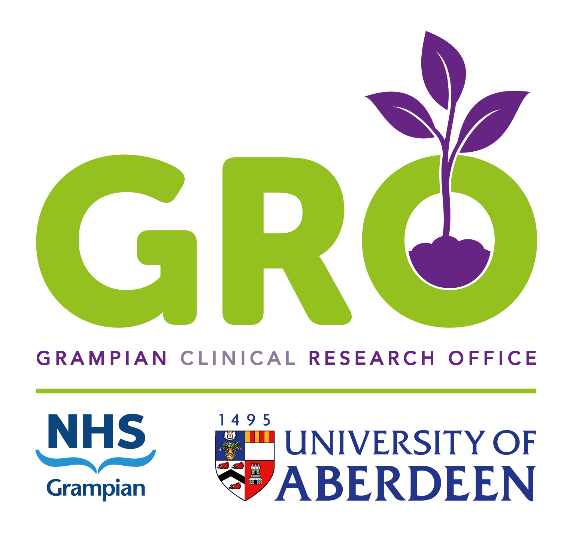 GRO
GRAMPIAN CLINICAL RESEARCH OFFICE
NHS
Grampian
1495
UNIVERSITY OF
ABERDEEN